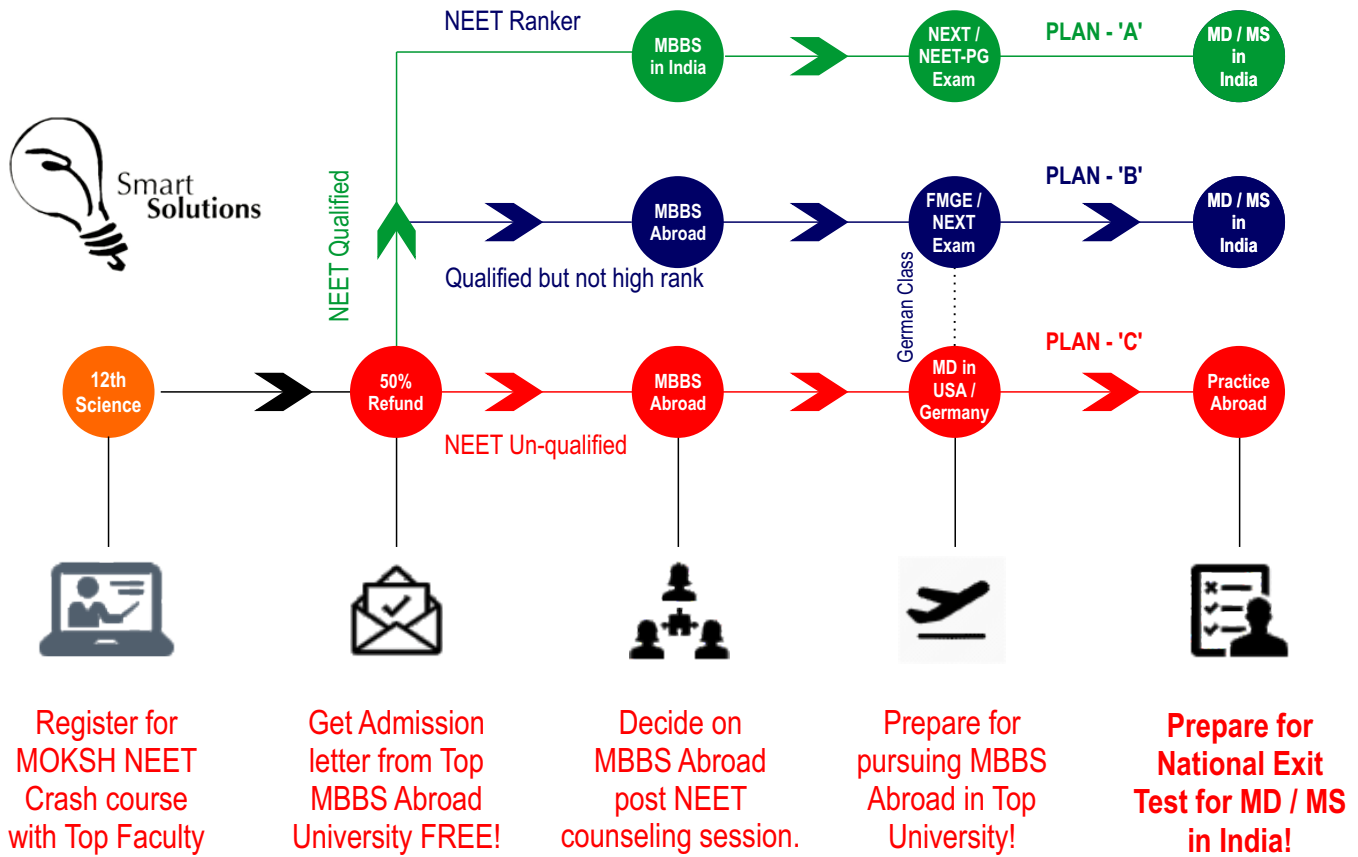 NEET Ranker
MBBS
in India
NEXT /
NEET-PG
Exam
PLAN - 'A'
MD / MS
in
India
Smart
Solutions
NEET Qualified
MBBS
Abroad
FMGE /
NEXT
Exam
PLAN - 'B'
MD / MS
in
India
Qualified but not high rank
German Class
12th
Science
50%
Refund
MBBS
Abroad
MD in
USA /
Germany
PLAN - 'C'
Practice
Abroad
NEET Un-qualified
Register for
MOKSH NEET
Crash course
with Top Faculty
Get Admission
letter from Top
MBBS Abroad
University FREE!
Decide on
MBBS Abroad
post NEET
counseling session.
Prepare for
pursuing MBBS
Abroad in Top
University!
Prepare for
National Exit
Test for MD / MS
in India!